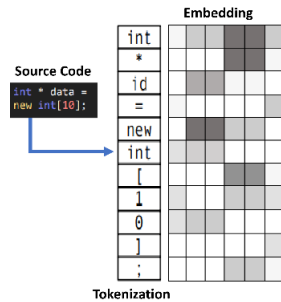 Embedding
Source Code
int * data =
new int[10];
int
*
id
=
new
int
[
1
0
]
;
Tokenization